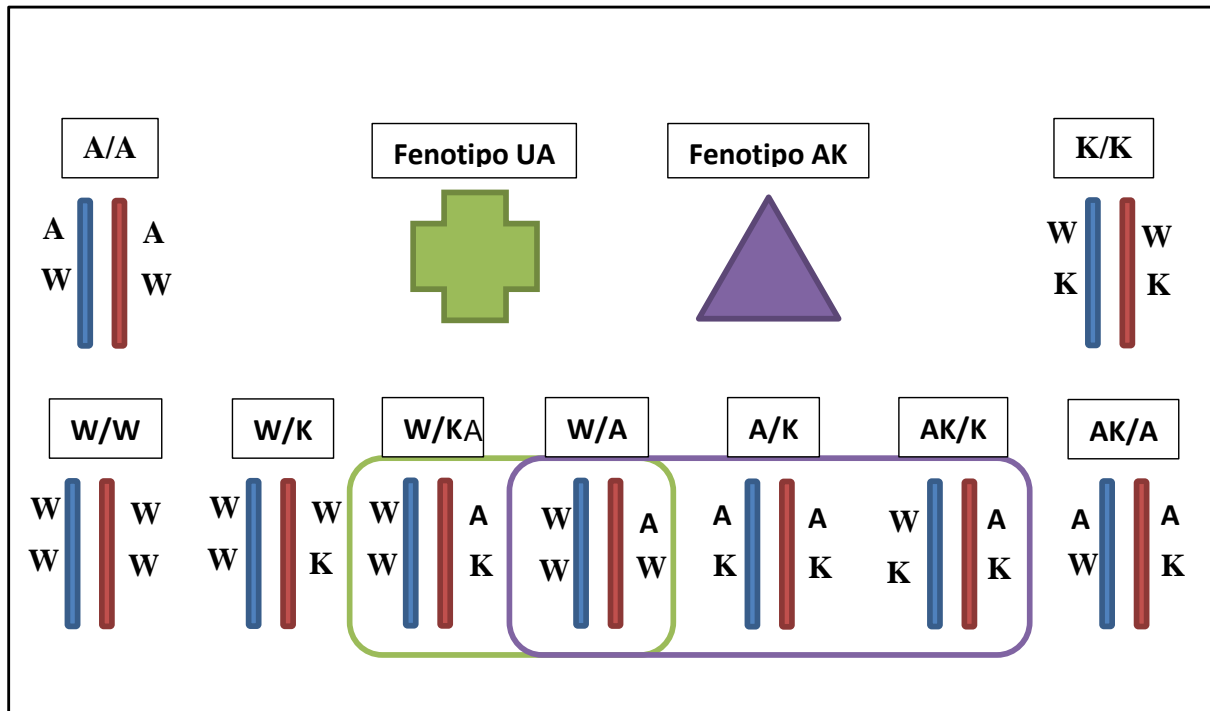 A/A
Fenotipo UA
Fenotipo AK
K/K
A A
W W
W W
K K
W/W
W/K
W/KA
W/A
A/K
AK/K
AK/A
W W
W W
W W
W K
W A
W K
W A
W W
A A
K K
W A
K K
A A
W K